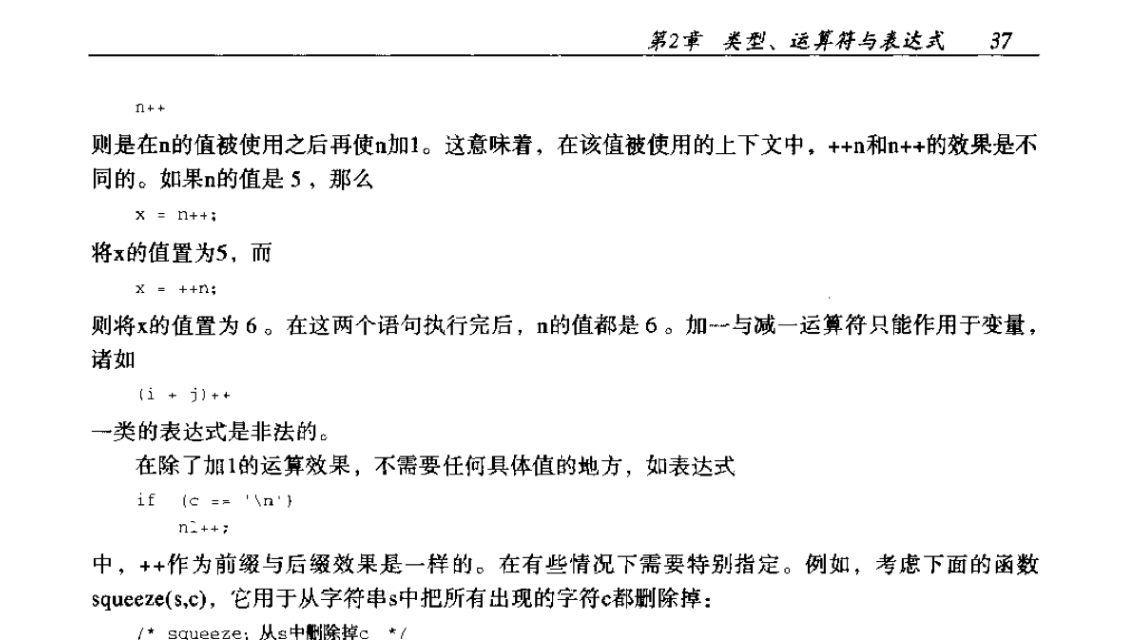 第2章 类型、运算符与表达式 37
n++
则是在n的值被使用之后再使n加1。这意味着，在该值被使用的上下文中，++n和n++的效果是不
同的。如果n的值是 5 ，那么
x = n++;
将x的值置为5，而
x = ++n;
则将x的值置为 6 。在这两个语句执行完后，n的值都是 6 。加一与减一运算符只能作用于变量，
诸如
(i + j)++
一类的表达式是非法的。
在除了加1的运算效果，不需要任何具体值的地方，如表达式
if (c == '\n')
nl++;
中，++作为前缀与后缀效果是一样的。在有些情况下需要特别指定。例如，考虑下面的函数
squeeze(s,c)，它用于从字符串s中把所有出现的字符c都删除掉：
/* squeeze: 从s中删除掉c */